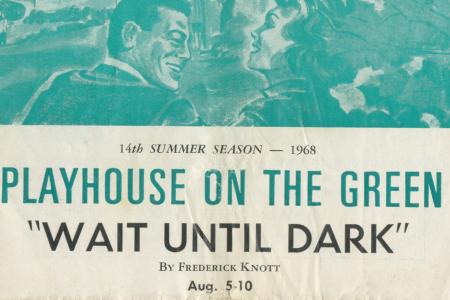 14th SUMMER SEASON — 1968
PLAYHOUSE ON THE GREEN
"WAIT UNTIL DARK"
By Frederick Knott
Aug. 5-10